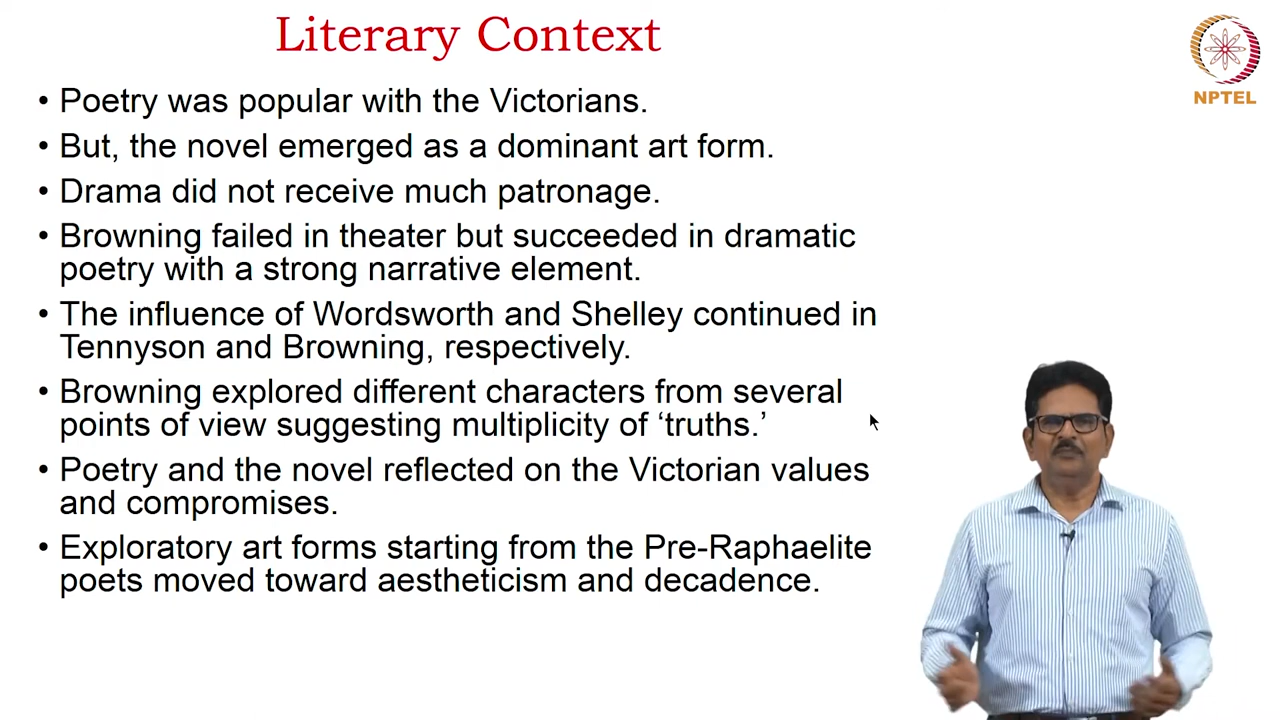 Literary Context
NPTEL
• Poetry was popular with the Victorians.
• But, the novel emerged as a dominant art form.
• Drama did not receive much patronage.
• Browning failed in theater but succeeded in dramatic
poetry with a strong narrative element.
• The influence of Wordsworth and Shelley continued in
Tennyson and Browning, respectively.
• Browning explored different characters from several
points of view suggesting multiplicity of ‘truths.’
• Poetry and the novel reflected on the Victorian values
and compromises.
• Exploratory art forms starting from the Pre-Raphaelite
poets moved toward aestheticism and decadence.